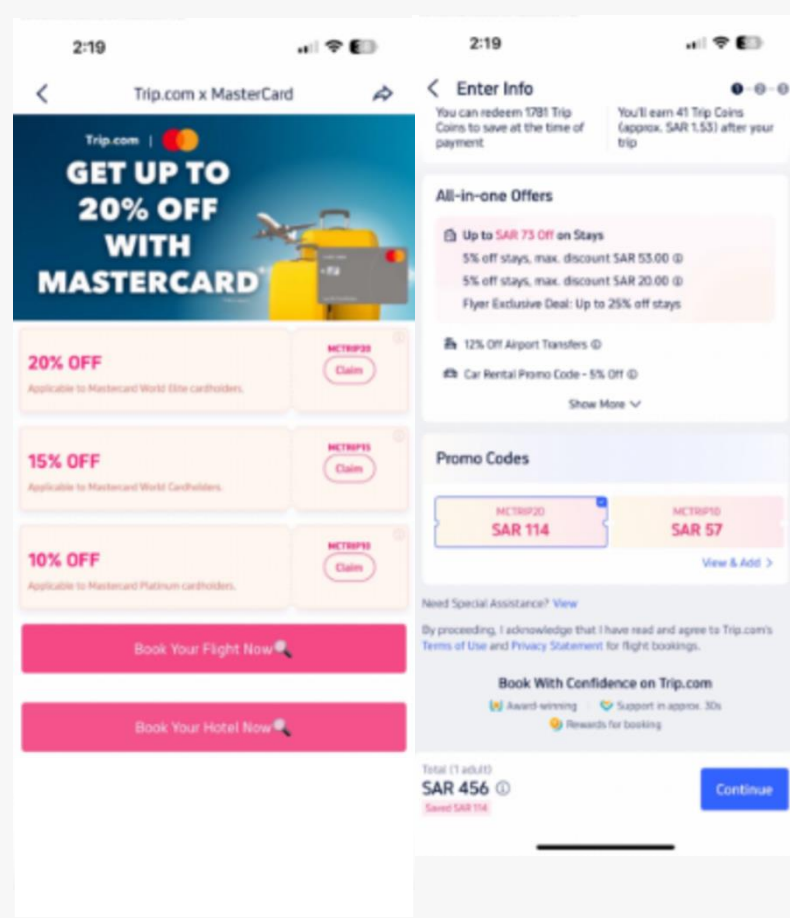 2:19
Trip.com x MasterCard
Trip.com |
GET UP TO
20% OFF
WITH
MASTERCARD
20% OFF
Applicable to Mastercard World Elite cardholders.
MCTRIP20
Claim
15% OFF
Applicable to Mastercard World Cardholders.
MCTRIP15
Claim
10% OFF
Applicable to Mastercard Platinum cardholders.
MCTRIP10
Claim
Book Your Flight Now
Book Your Hotel Now
2:19
Enter Info
You can redeem 1781 Trip
Coins to save at the time of
payment
You'll earn 41 Trip Coins
(approx. SAR 1.53) after your
trip
All-in-one Offers
Up to SAR 73 Off on Stays
5% off stays, max. discount SAR 53.00
5% off stays, max. discount SAR 20.00
Flyer Exclusive Deal: Up to 25% off stays
12% Off Airport Transfers
Car Rental Promo Code - 5% Off
Show More
Promo Codes
MCTRIP20
SAR 114
MCTRIP10
SAR 57
View & Add >
Need Special Assistance? View
By proceeding, I acknowledge that I have read and agree to Trip.com's
Terms of Use and Privacy Statement for flight bookings.
Book With Confidence on Trip.com
Award-winning
Support in approx. 30s
Rewards for booking
Total (1 adult)
SAR 456
Saved SAR 114
Continue